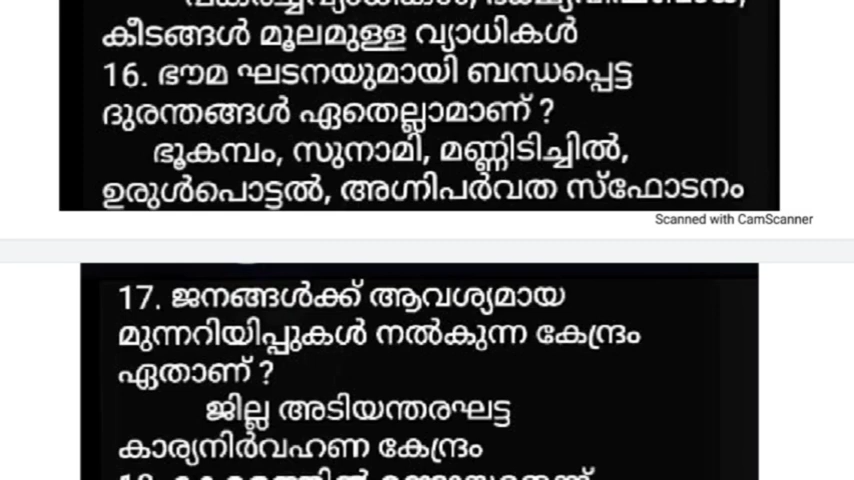 കീടങ്ങൾ മൂലമുള്ള വ്യാധികൾ
16. ഭൗമ ഘടനയുമായി ബന്ധപ്പെട്ട
ദുരന്തങ്ങൾ ഏതെല്ലാമാണ് ?
ഭൂകമ്പം, സുനാമി, മണ്ണിടിച്ചിൽ,
ഉരുൾപൊട്ടൽ, അഗ്നിപർവത സ്ഫോടനം
Scanned with CamScanner
17. ജനങ്ങൾക്ക് ആവശ്യമായ
മുന്നറിയിപ്പുകൾ നൽകുന്ന കേന്ദ്രം
ഏതാണ് ?
ജില്ല അടിയന്തരഘട്ട
കാര്യനിർവഹണ കേന്ദ്രം